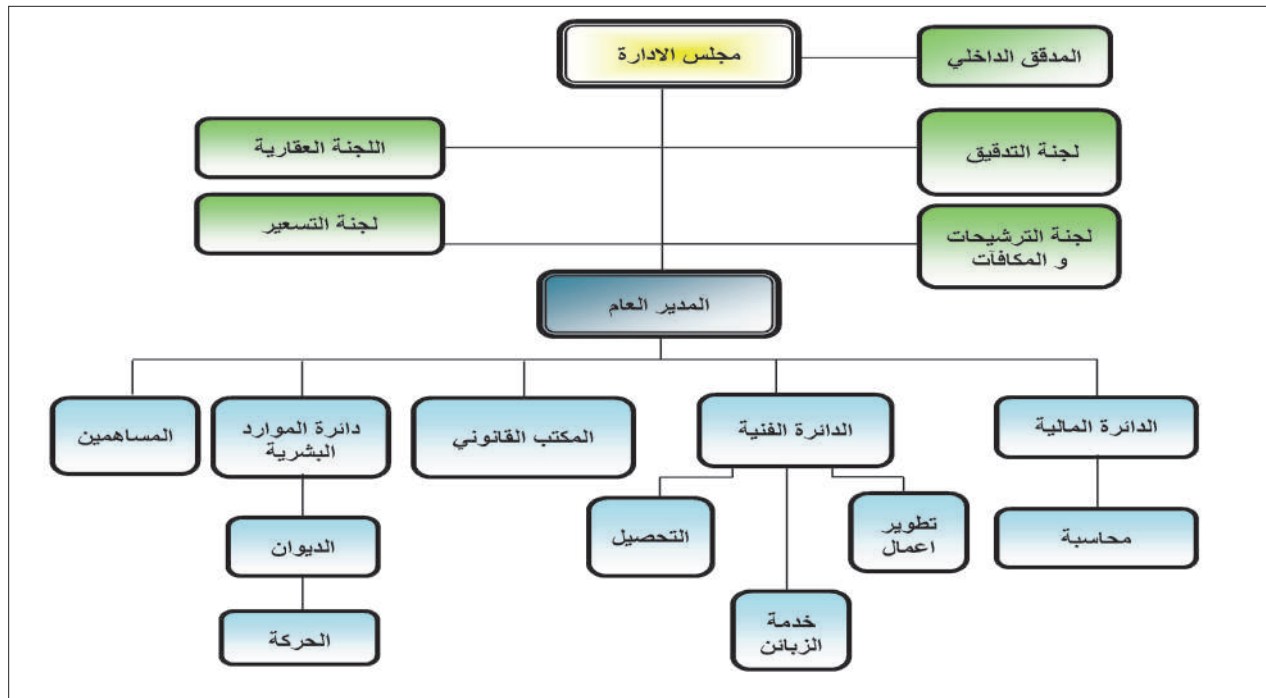 مجلس الادارة
المدقق الداخلي
لجنة التدقيق
اللجنة العقارية
لجنة الترشيحات
و المكافآت
لجنة التسعير
المدير العام
الدائرة المالية
الدائرة الفنية
المكتب القانوني
دائرة الموارد
البشرية
المساهمين
محاسبة
تطوير
اعمال
خدمة
الزبائن
التحصيل
الديوان
الحركة